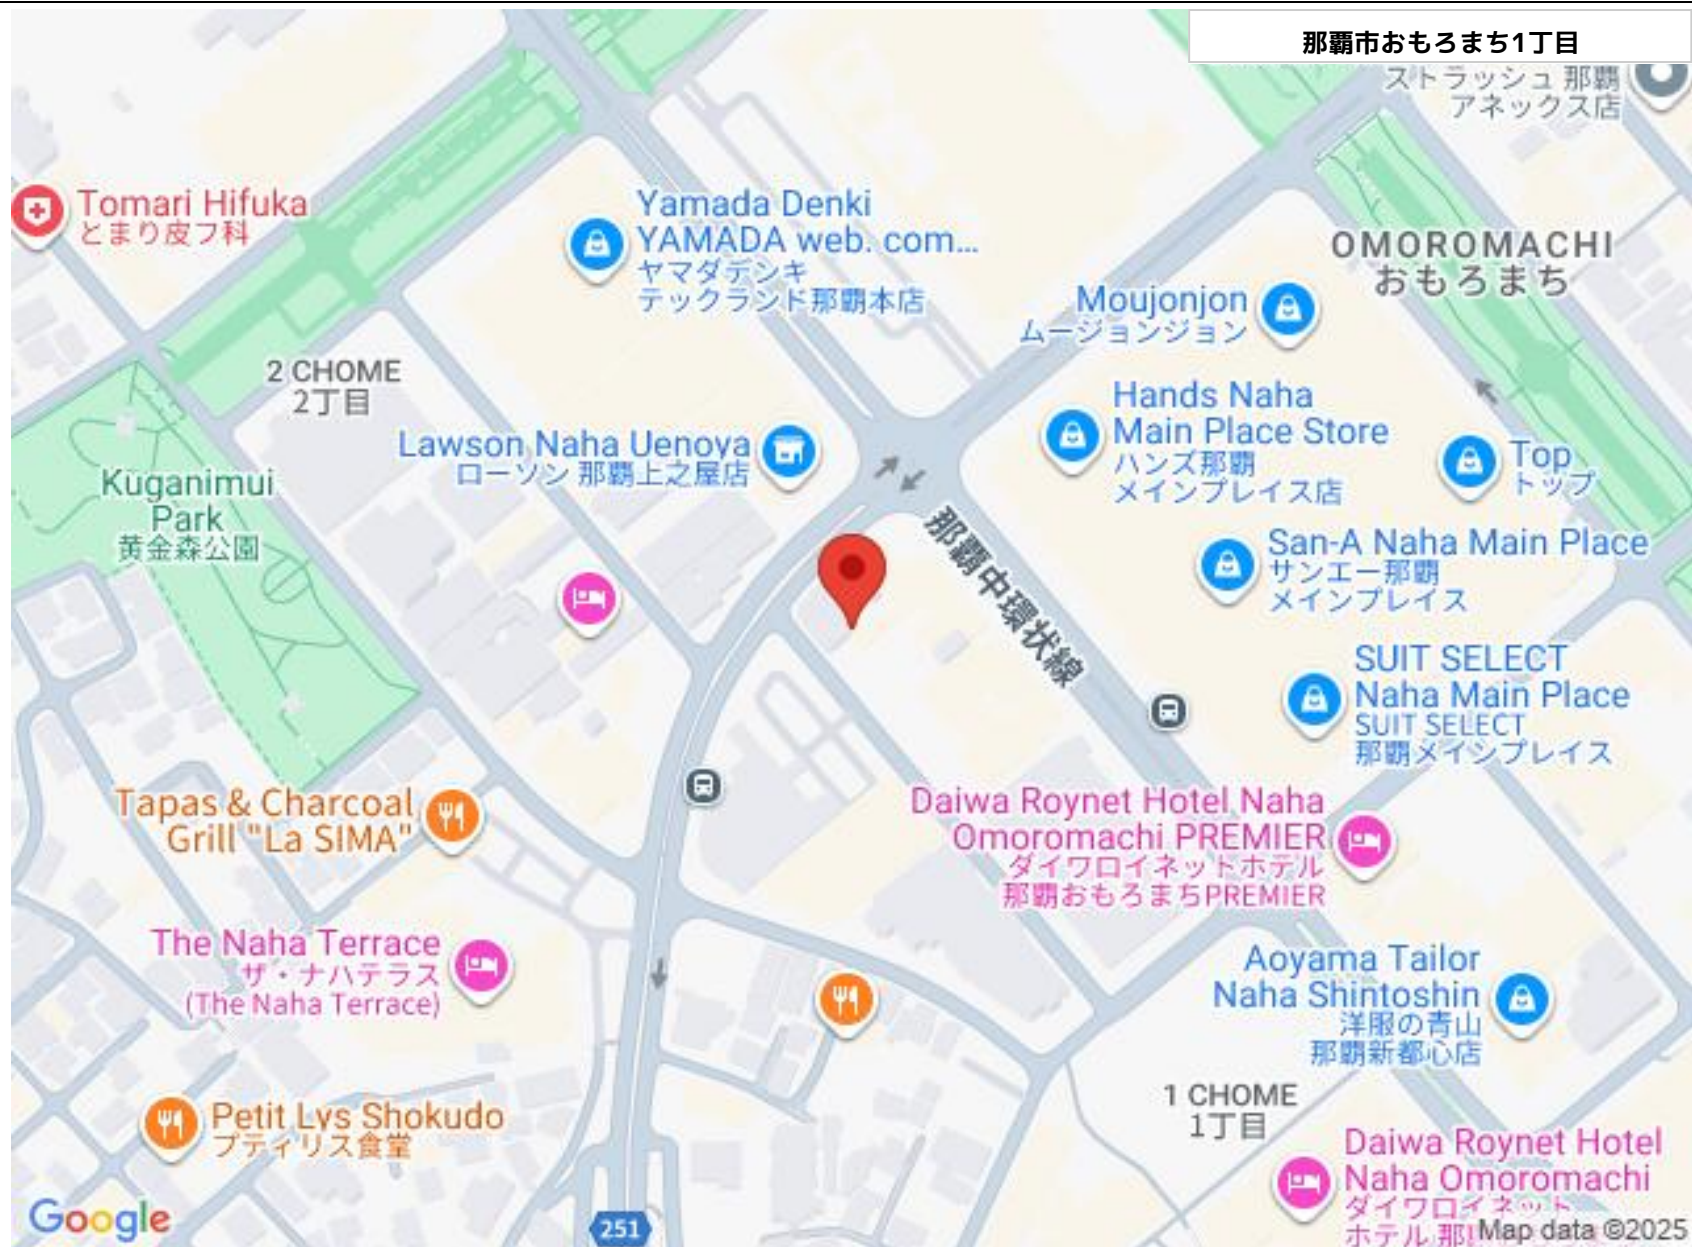 那覇市おもろまち1丁目
ストラッシュ 那覇
アネックス店
Tomari Hifuka
とまり皮フ科
Yamada Denki
YAMADA web. com...
ヤマダデンキ
テックランド那覇本店
OMOROMACHI
おもろまち
Moujonjon
ムージョンジョン
2 CHOME
2丁目
Hands Naha
Main Place Store
ハンズ那覇
メインプレイス店
Lawson Naha Uenoya
ローソン 那覇上之屋店
Top
トップ
Kuganimui
Park
黄金森公園
那覇中環状線
San-A Naha Main Place
サンエー那覇
メインプレイス
SUIT SELECT
Naha Main Place
SUIT SELECT
那覇メインプレイス
Tapas & Charcoal
Grill "La SIMA"
Daiwa Roynet Hotel Naha
Omoromachi PREMIER
ダイワロイネットホテル
那覇おもろまちPREMIER
The Naha Terrace
ザ・ナハテラス
(The Naha Terrace)
Aoyama Tailor
Naha Shintoshin
洋服の青山
那覇新都心店
1 CHOME
1丁目
Petit Lys Shokudo
プティリス食堂
Daiwa Roynet Hotel
Naha Omoromachi
ダイワロイネット
ホテル 那
Google
251
Map data ©2025